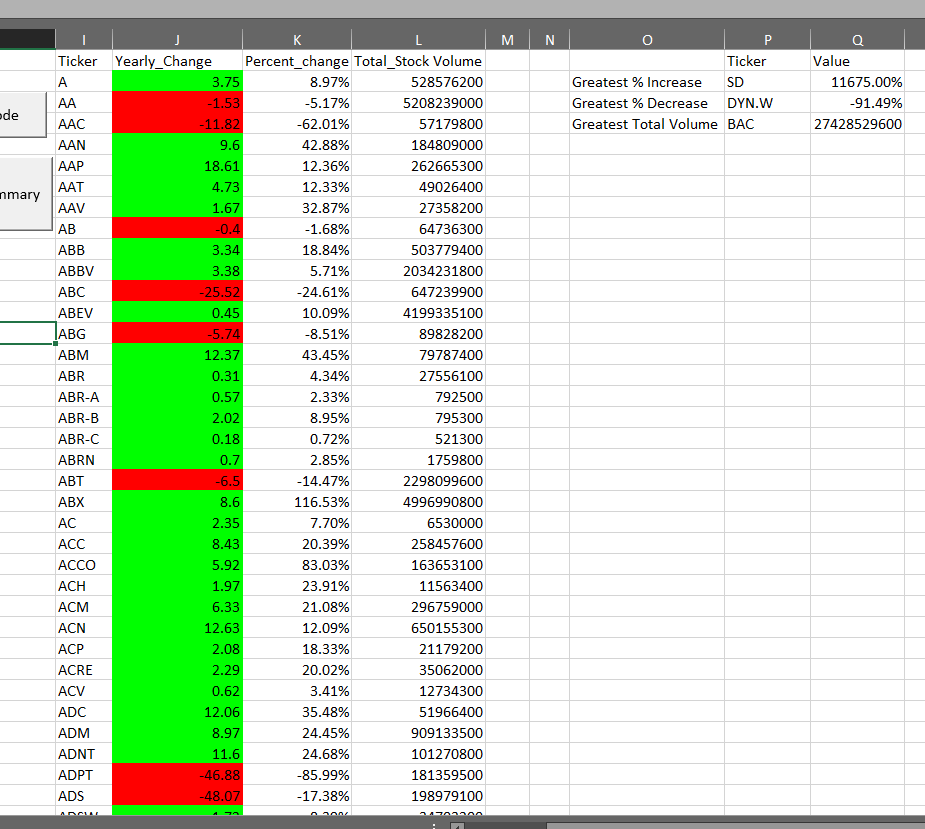 I J K L M N O P Q
Ticker Yearly_Change Percent_change Total_Stock Volume Ticker Value
A 3.75 8.97% 528576200 Greatest % Increase SD 11675.00%
AA -1.53 -5.17% 5208239000 Greatest % Decrease DYN.W -91.49%
ode
AAC -11.82 -62.01% 57179800 Greatest Total Volume BAC 27428529600
AAN 9.6 42.88% 184809000
AAP 18.61 12.36% 262665300
AAT 4.73 12.33% 49026400
mmary
AAV 1.67 32.87% 27358200
AB -0.4 -1.68% 64736300
ABB 3.34 18.84% 503779400
ABBV 3.38 5.71% 2034231800
ABC -25.52 -24.61% 647239900
ABEV 0.45 10.09% 4199335100
ABG -5.74 -8.51% 89828200
ABM 12.37 43.45% 79787400
ABR 0.31 4.34% 27556100
ABR-A 0.57 2.33% 792500
ABR-B 2.02 8.95% 795300
ABR-C 0.18 0.72% 521300
ABRN 0.7 2.85% 1759800
ABT -6.5 -14.47% 2298099600
ABX 8.6 116.53% 4996990800
AC 2.35 7.70% 6530000
ACC 8.43 20.39% 258457600
ACCO 5.92 83.03% 163653100
ACH 1.97 23.91% 11563400
ACM 6.33 21.08% 296759000
ACN 12.63 12.09% 650155300
ACP 2.08 18.33% 21179200
ACRE 2.29 20.02% 35062000
ACV 0.62 3.41% 12734300
ADC 12.06 35.48% 51966400
ADM 8.97 24.45% 909133500
ADNT 11.6 24.68% 101270800
ADPT -46.88 -85.99% 181359500
ADS -48.07 -17.38% 198979100